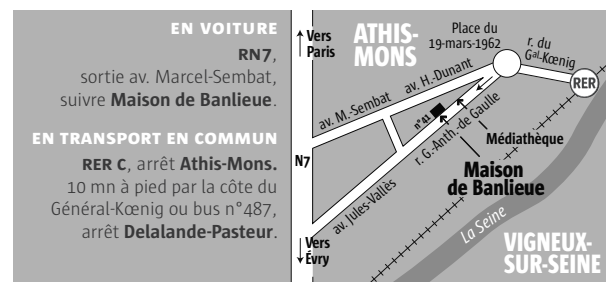 EN VOITURE
RN7,
sortie av. Marcel-Sembat,
suivre Maison de Banlieue.
EN TRANSPORT EN COMMUN
RER C, arrêt Athis-Mons.
10 mn à pied par la côte du
Général-Kœnig ou bus n°487,
arrêt Delalande-Pasteur.
↑ Vers
Paris
ATHIS-
MONS
Place du
19-mars-1962
r. du
Gal-Kœnig
RER
av. M.-Sembat
av. H.-Dunant
n°41
r. G-Anth. de Gaulle
Médiathèque
N7
Maison
de Banlieue
av. Jules-Vallès
La Seine
↓ Vers
Évry
VIGNEUX-
SUR-SEINE